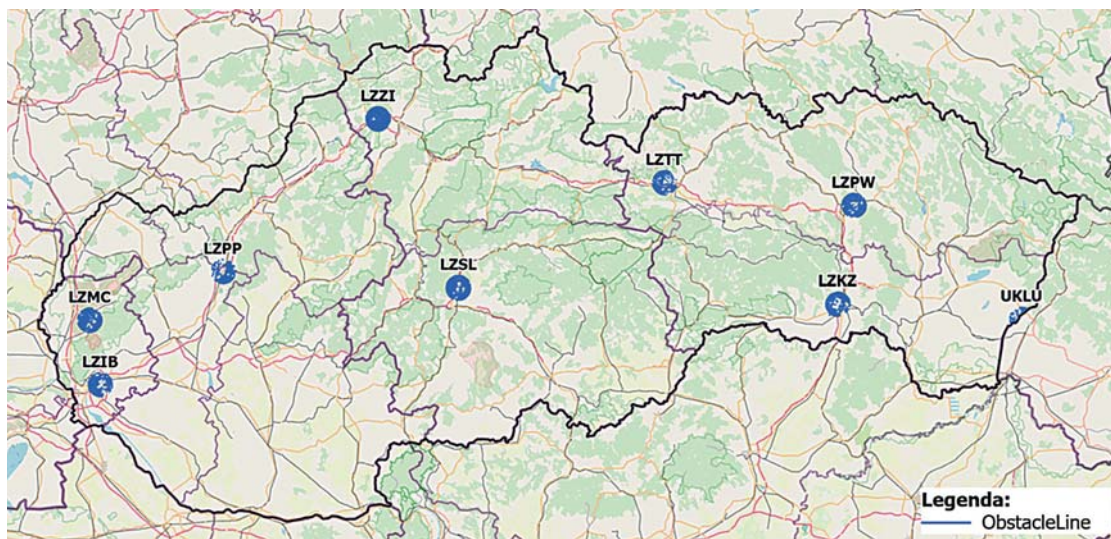 LZZI
LZTT
LZPW
LZPP
LZSL
LZMC
LZKZ
UKLU
LZIB
Legenda:
ObstacleLine